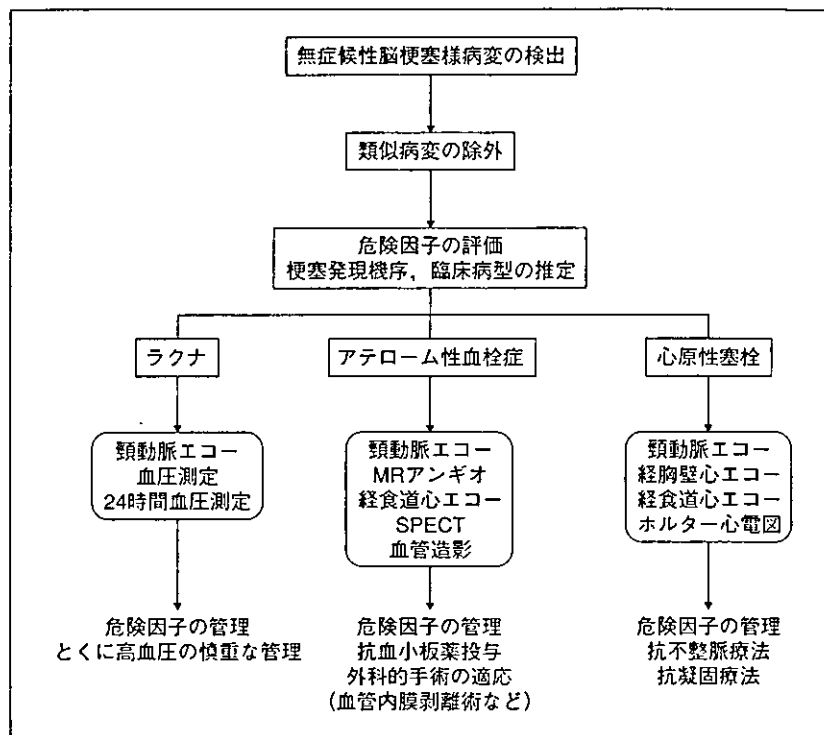 無症候性脳梗塞様病変の検出
類似病変の除外
危険因子の評価
梗塞発現機序，臨床病型の推定
ラクナ
アテローム性血栓症
心原性塞栓
頸動脈エコー
血圧測定
24時間血圧測定
頸動脈エコー
MRアンギオ
経食道心エコー
SPECT
血管造影
頸動脈エコー
経胸壁心エコー
経食道心エコー
ホルター心電図
危険因子の管理
とくに高血圧の慎重な管理
危険因子の管理
抗血小板薬投与
外科的手術の適応
(血管内膜剥離術など)
危険因子の管理
抗不整脈療法
抗凝固療法